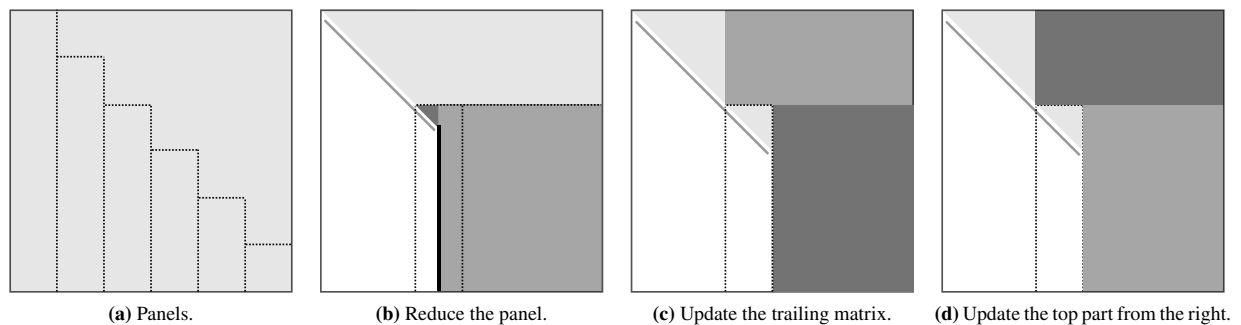 (a) Panels.
(b) Reduce the panel.
(c) Update the trailing matrix.
(d) Update the top part from the right.